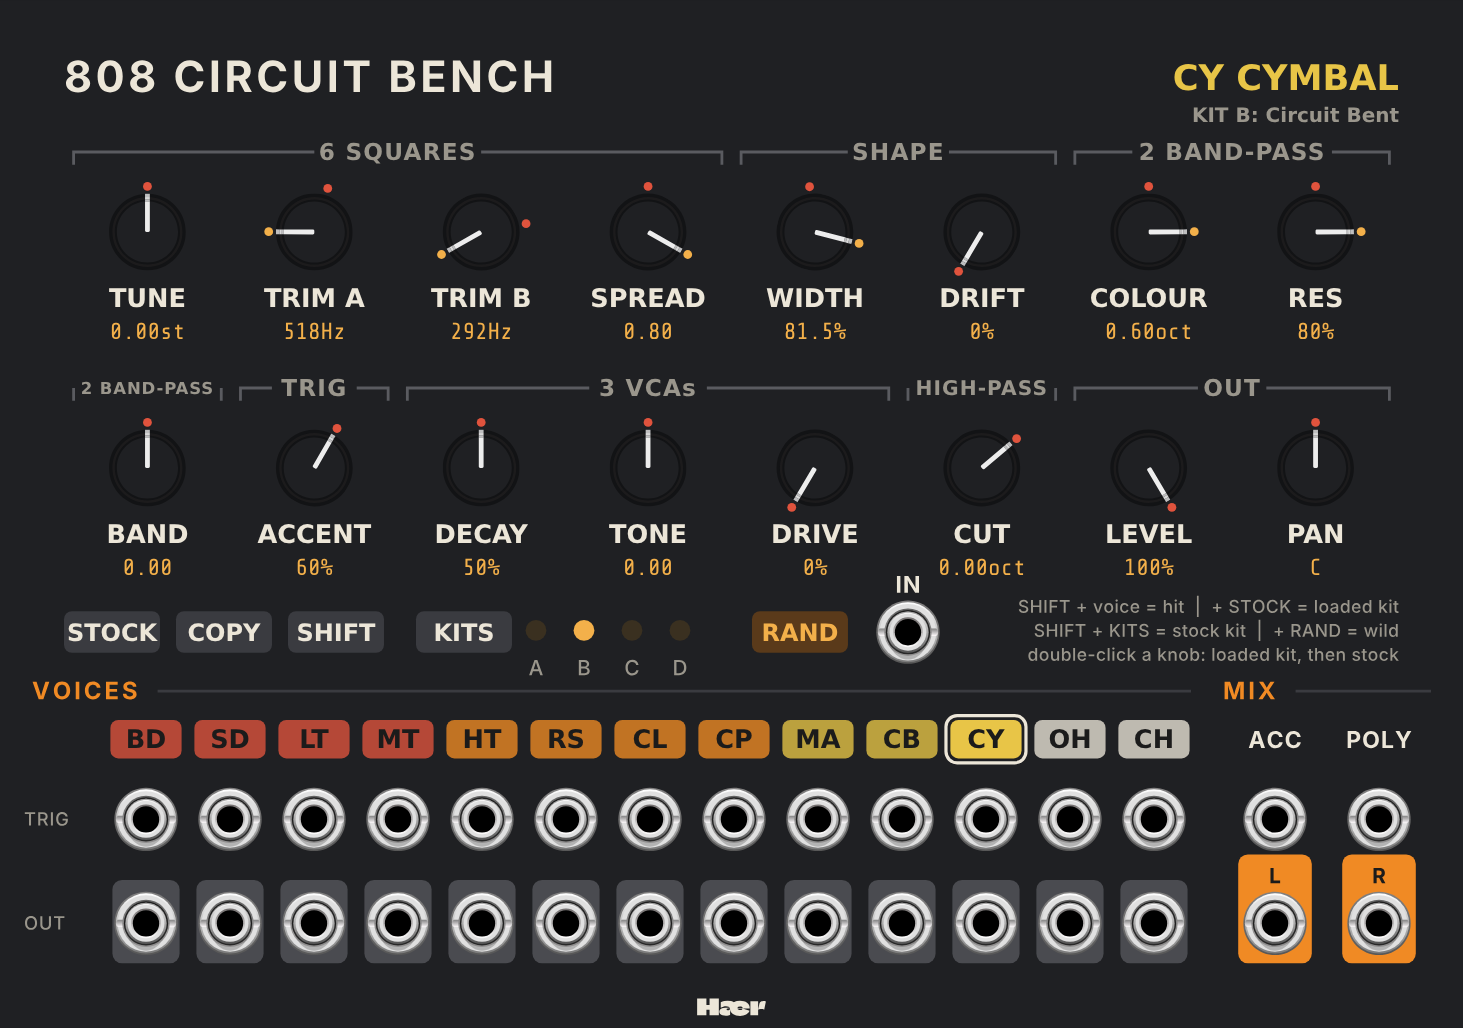 808 CIRCUIT BENCH
CY CYMBAL
KIT B: Circuit Bent
6 SQUARES SHAPE 2 BAND-PASS
TUNE TRIM A TRIM B SPREAD WIDTH DRIFT COLOUR RES
0.00st 518Hz 292Hz 0.80 81.5% 0% 0.60oct 80%
2 BAND-PASS TRIG 3 VCAs HIGH-PASS OUT
BAND ACCENT DECAY TONE DRIVE CUT LEVEL PAN
0.00 60% 50% 0.00 0% 0.00oct 100% C
IN
STOCK COPY SHIFT KITS RAND
A B C D
SHIFT + voice = hit | + STOCK = loaded kit
SHIFT + KITS = stock kit | + RAND = wild
double-click a knob: loaded kit, then stock
VOICES MIX
BD SD LT MT HT RS CL CP MA CB CY OH CH ACC POLY
TRIG
L R
OUT
Hær